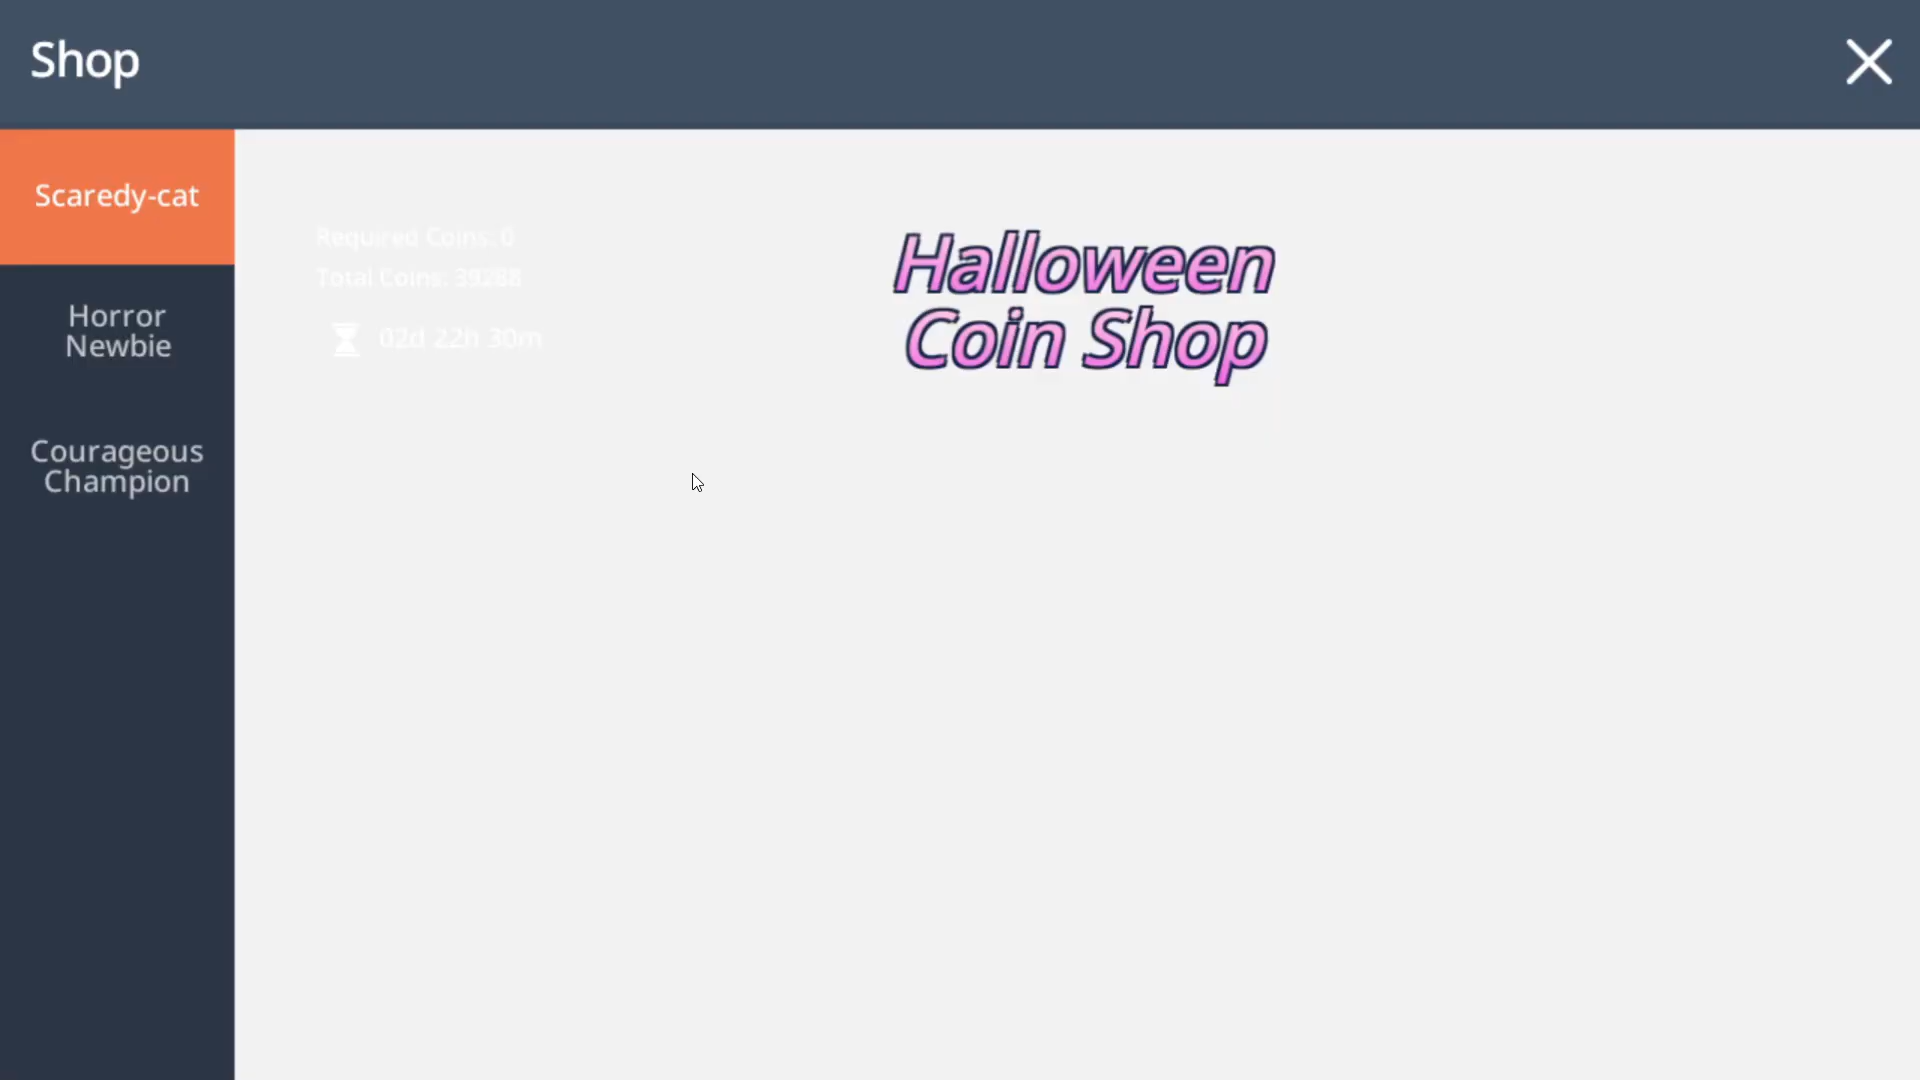 Shop
Scaredy-cat
Horror
Newbie
Courageous
Champion
Required Coins: 0
Total Coins: 39288
02d 22h 30m
Halloween
Coin Shop